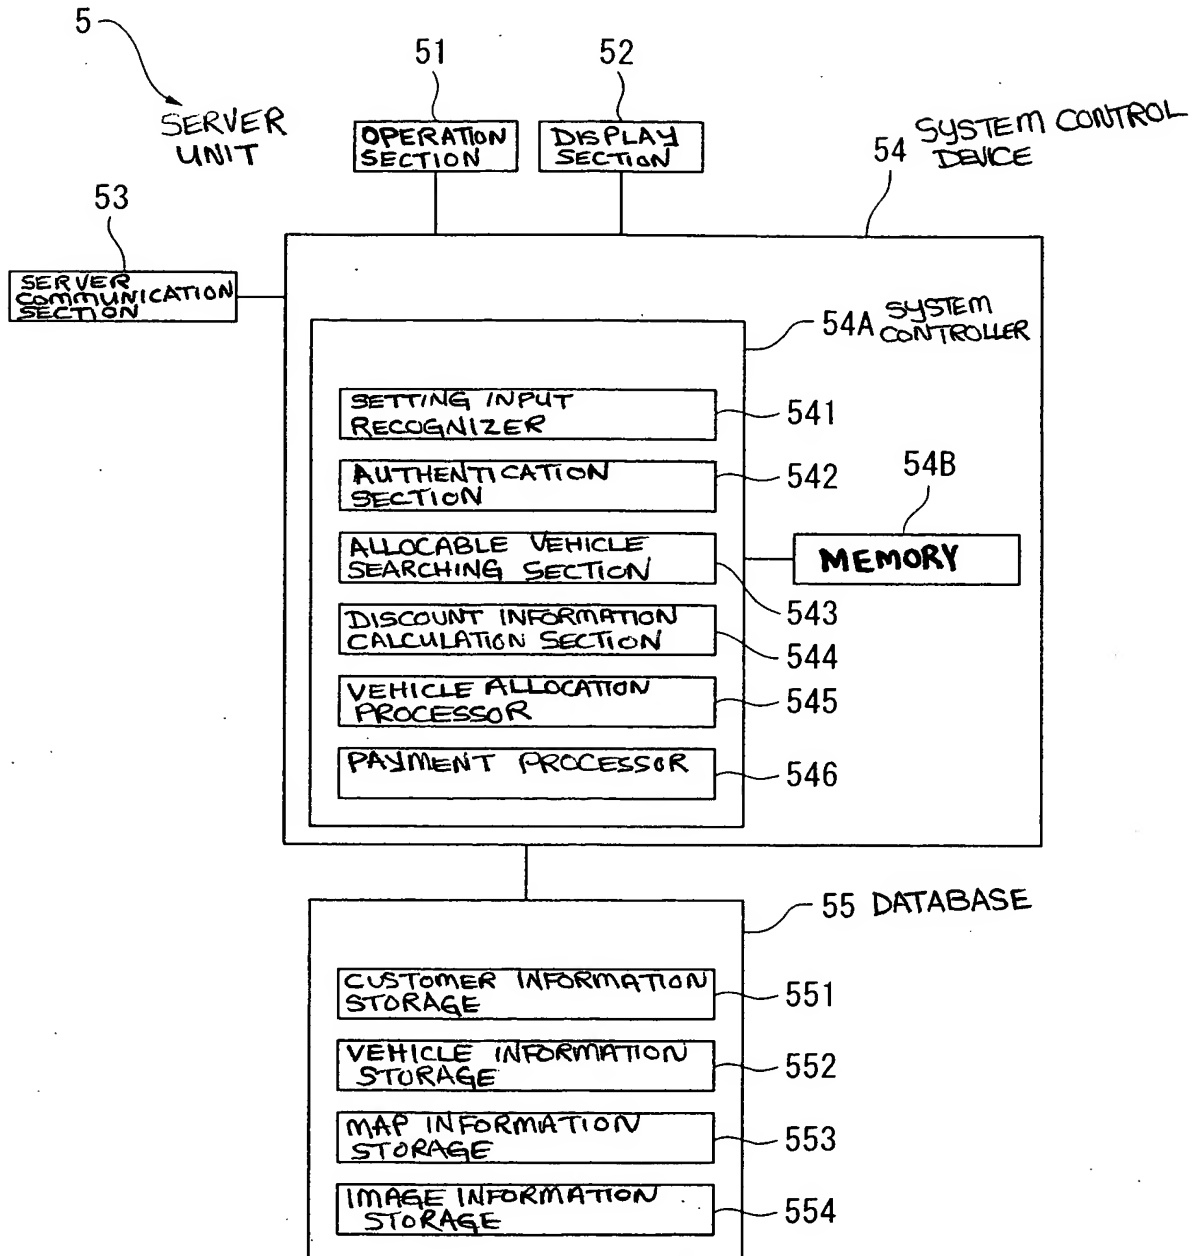 5
SERVER
UNIT
51
52
OPERATION
SECTION
DISPLAY
SECTION
54 SYSTEM CONTROL
DEVICE
53
SERVER
COMMUNICATION
SECTION
54A SYSTEM
CONTROLLER
SETTING INPUT
RECOGNIZER
541
AUTHENTICATION
SECTION
542
54B
MEMORY
ALLOCABLE VEHICLE
SEARCHING SECTION
543
DISCOUNT INFORMATION
CALCULATION SECTION
544
VEHICLE ALLOCATION
PROCESSOR
545
PAYMENT PROCESSOR
546
55 DATABASE
CUSTOMER INFORMATION
STORAGE
551
VEHICLE INFORMATION
STORAGE
552
MAP INFORMATION
STORAGE
553
IMAGE INFORMATION
STORAGE
554